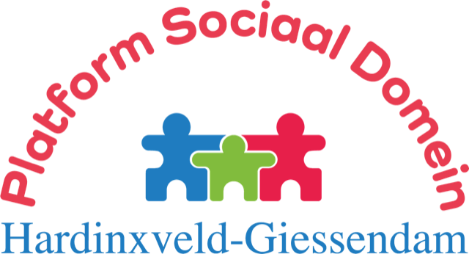 Platform Sociaal Domein
Hardinxveld-Giessendam